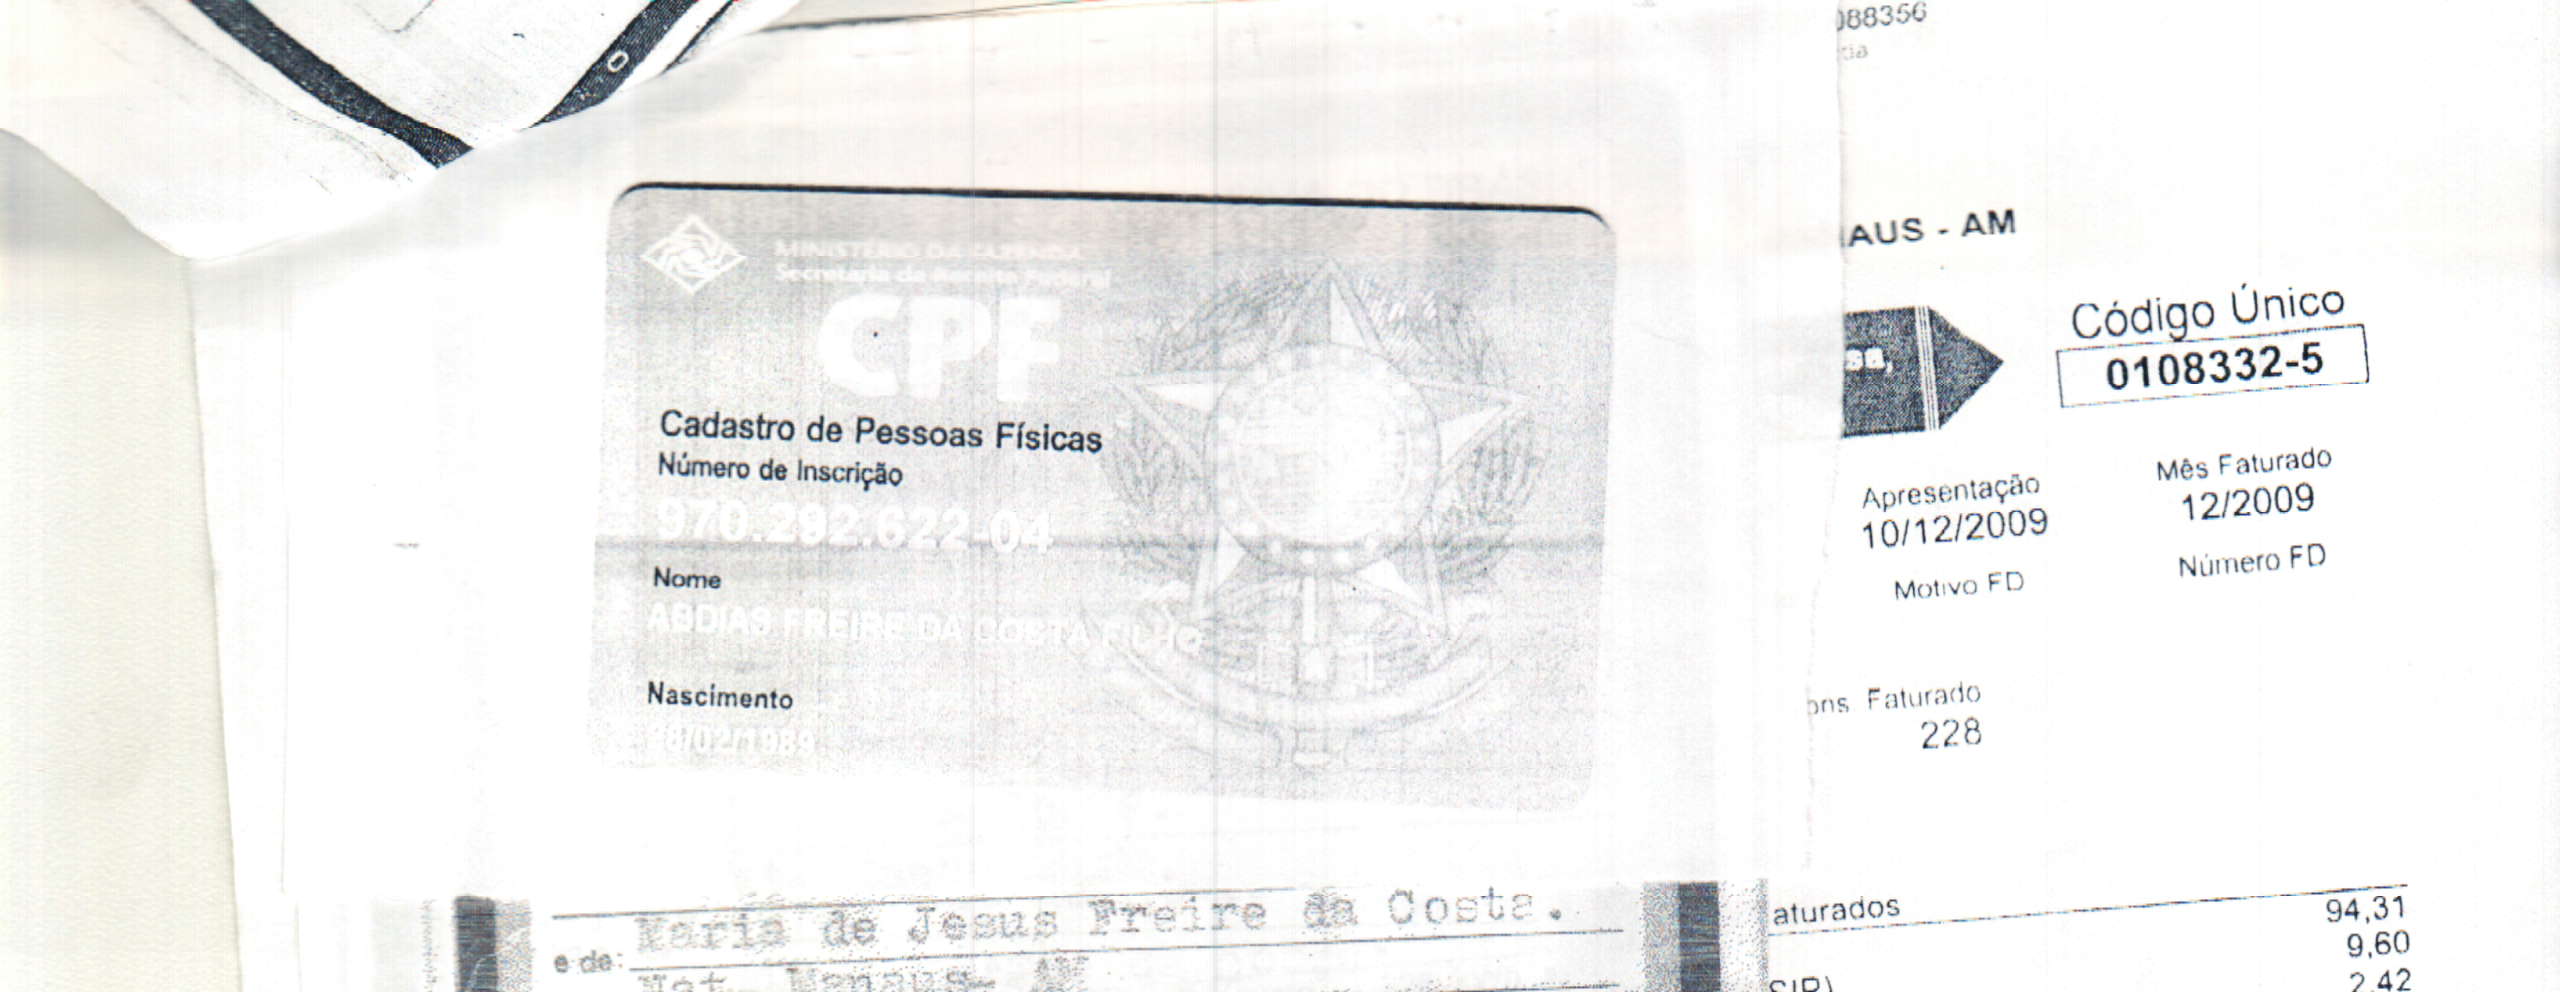 MINISTÉRIO DA FAZENDA
Secretaria da Receita Federal
CPF
Cadastro de Pessoas Físicas
Número de Inscrição
970.292.622-04
Nome
ABDIAS FREIRE DA COSTA FILHO
Nascimento
28/02/1989
Maria de Jesus Freire da Costa.
e de:
Nat- Manaus- AM
088356
AUS - AM
sa,
Código Único
0108332-5
Apresentação
10/12/2009
Mês Faturado
12/2009
Motivo FD
Número FD
ons Faturado
228
aturados 94,31
9,60
SIP) 2,42
O